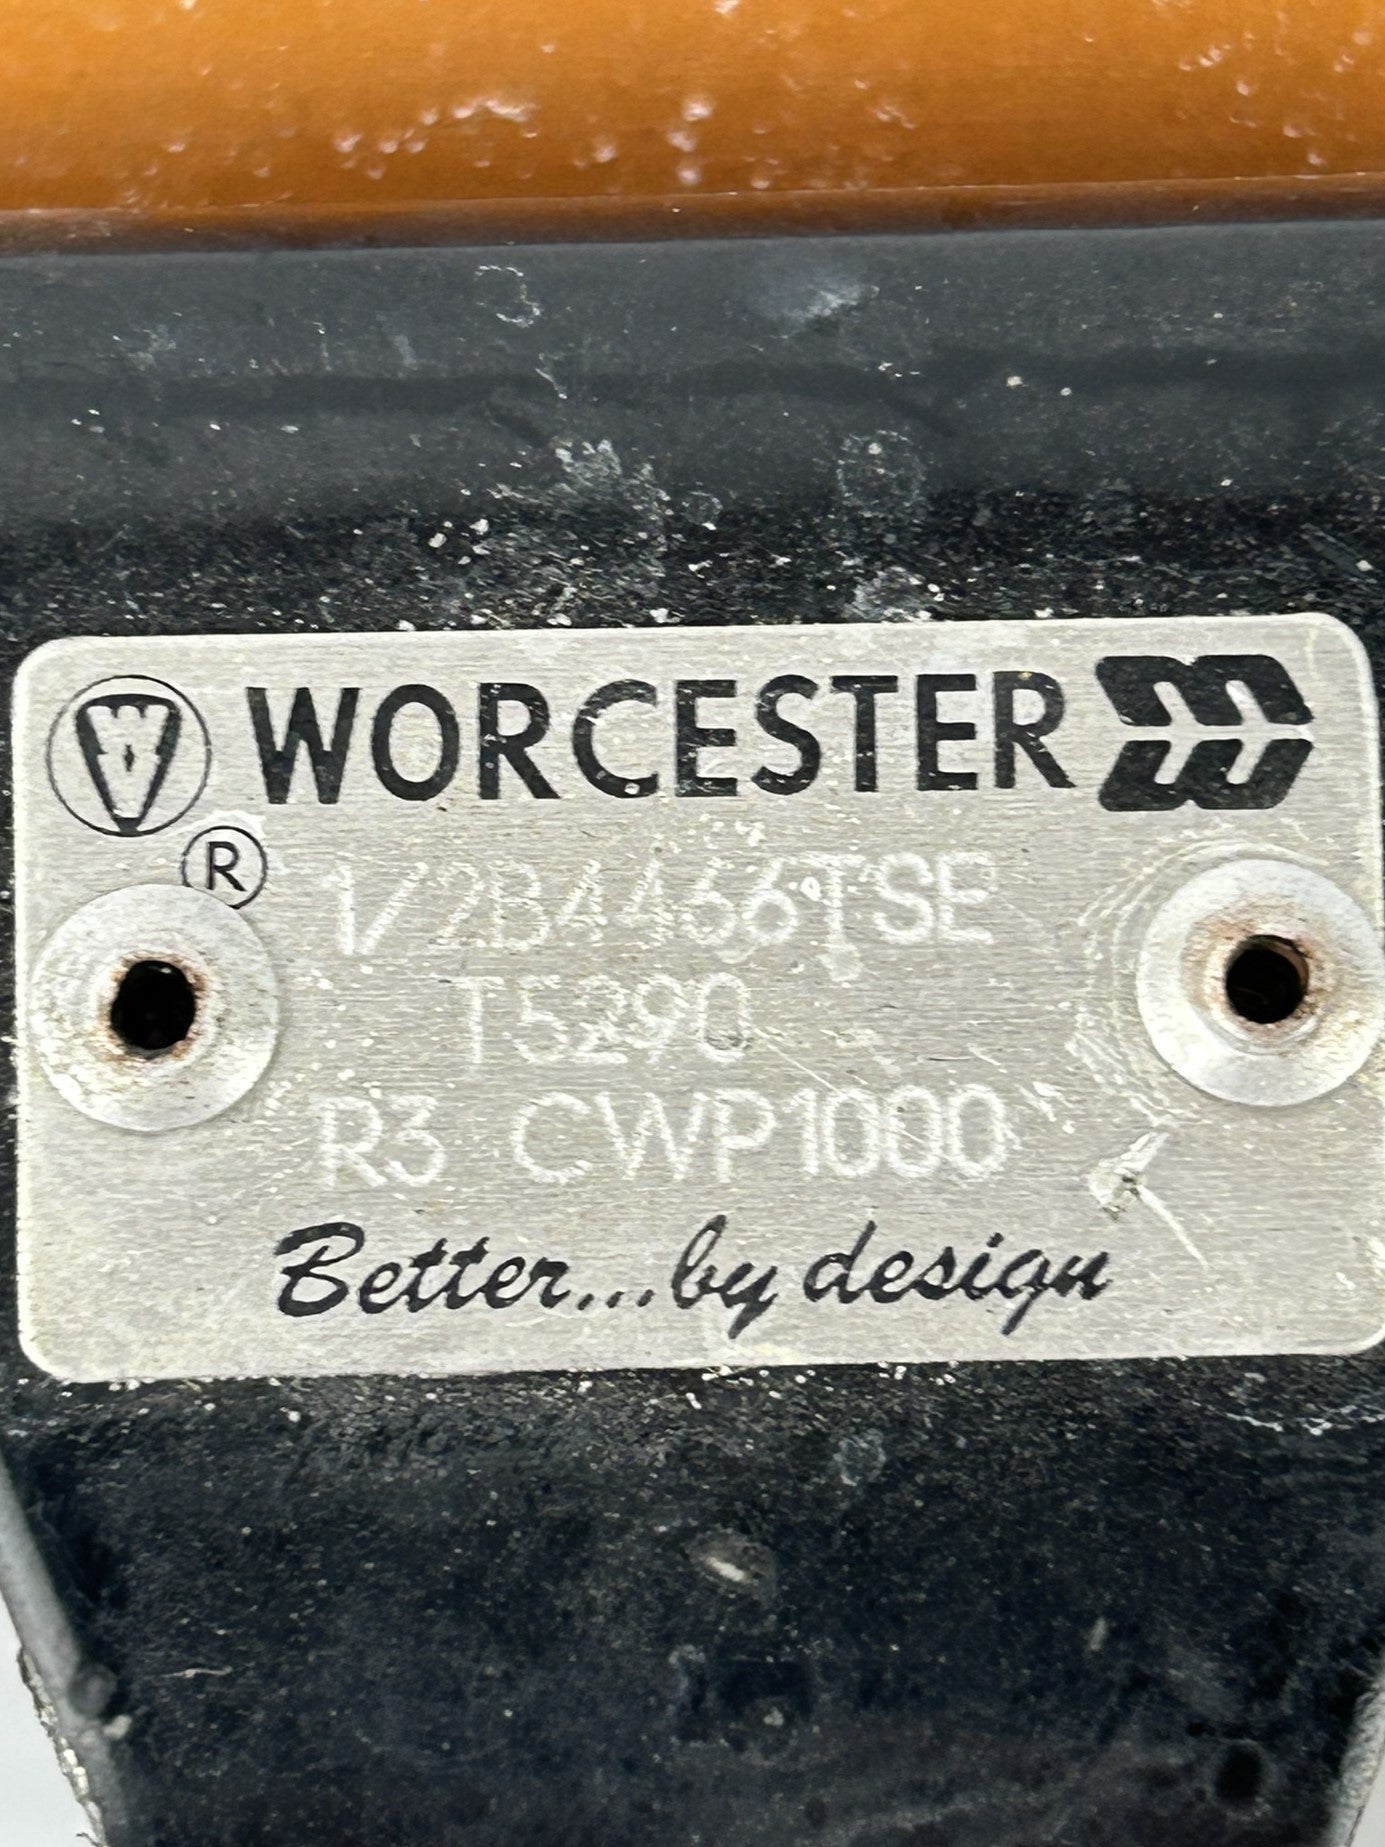 WORCESTER
®
1/2B4466TSE
T5290
R3 CWP1000
Better...by design